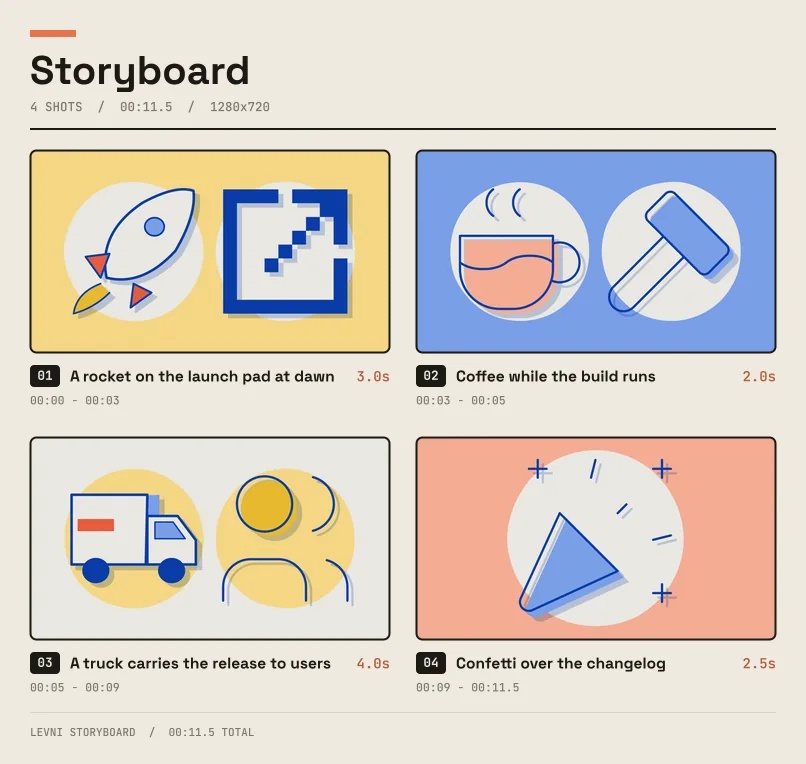 Storyboard
4 SHOTS / 00:11.5 / 1280x720
01 A rocket on the launch pad at dawn 3.0s
00:00 - 00:03
02 Coffee while the build runs 2.0s
00:03 - 00:05
03 A truck carries the release to users 4.0s
00:05 - 00:09
04 Confetti over the changelog 2.5s
00:09 - 00:11.5
LEVNI STORYBOARD / 00:11.5 TOTAL